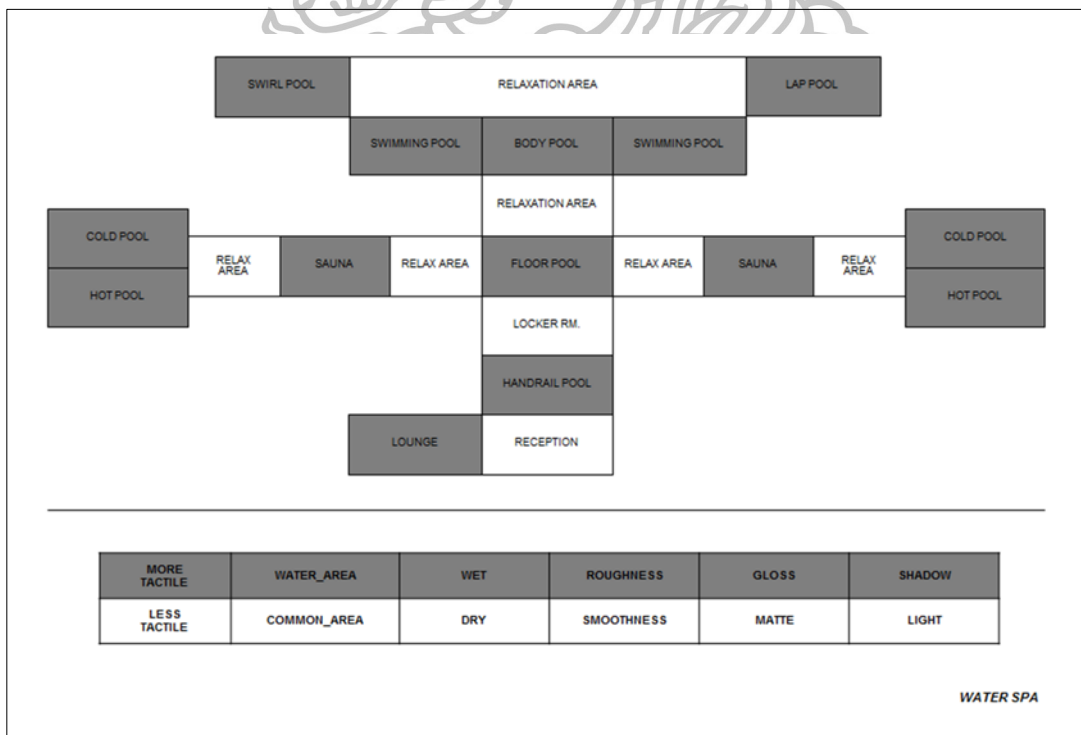 SWIRL POOL RELAXATION AREA LAP POOL
SWIMMING POOL BODY POOL SWIMMING POOL
RELAXATION AREA
COLD POOL COLD POOL
RELAX AREA SAUNA RELAX AREA FLOOR POOL RELAX AREA SAUNA RELAX AREA
HOT POOL HOT POOL
LOCKER RM.
HANDRAIL POOL
LOUNGE RECEPTION
MORE TACTILE WATER_AREA WET ROUGHNESS GLOSS SHADOW
LESS TACTILE COMMON_AREA DRY SMOOTHNESS MATTE LIGHT
WATER SPA